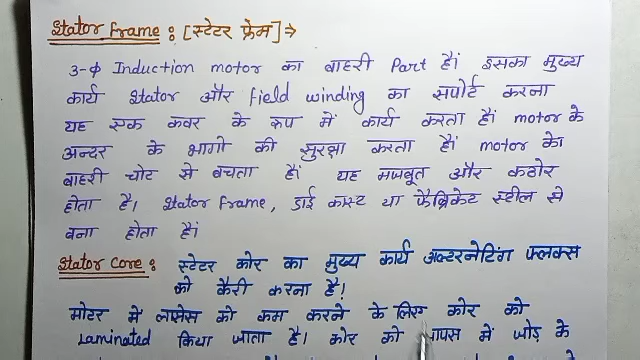 Stator Frame : [स्टेटर फ्रेम] ⇒
3-Φ Induction motor का बाहरी Part हैं। इसका मुख्य
कार्य Stator और field winding का सपोर्ट करना
यह एक कवर के रूप में कार्य करता हैं। motor के
अन्दर के भागो की सुरक्षा करता हैं। motor को
बाहरी चोट से बचता हैं। यह मजबूत और कठोर
होता है। Stator Frame, डाई कास्ट या फैब्रिकेट स्टील से
बना होता हैं।
Stator Core : स्टेटर कोर का मुख्य कार्य अल्टरनेटिंग फ्लक्स
को कैरी करना है।
मोटर में लासेस को कम करने के लिए कोर को
Laminated किया जाता है। कोर को आपस में जोड़ के